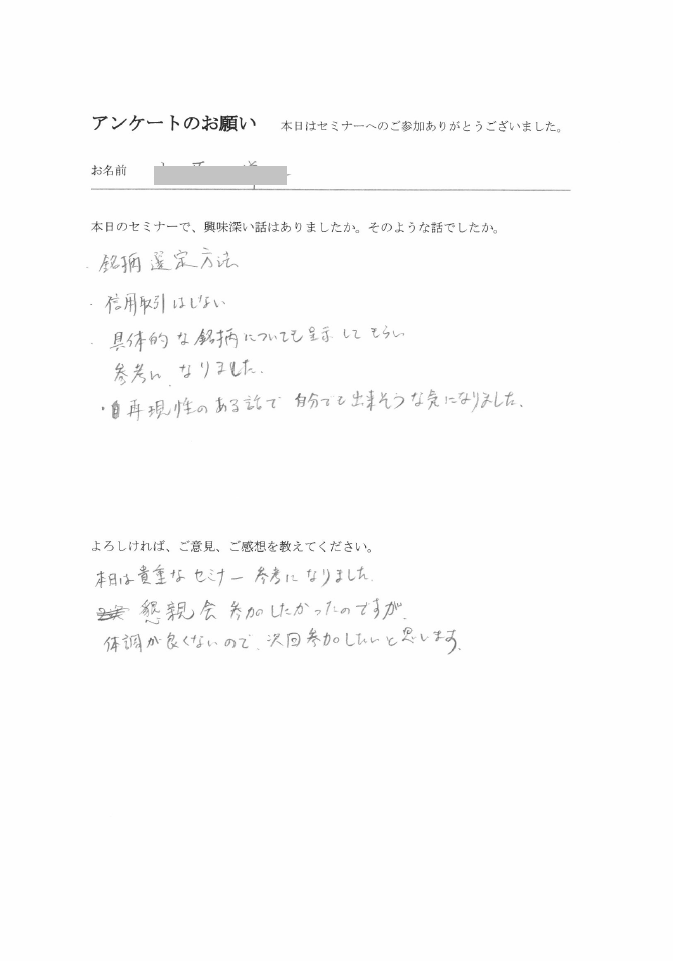 アンケートのお願い 本日はセミナーへのご参加ありがとうございました。
お名前
本日のセミナーで、興味深い話はありましたか。そのような話でしたか。
・銘柄選定方法
・信用取引はしない
・具体的な銘柄についても呈示してもらい
参考に、なりました。
・再現性のある話で 自分でも出来そうな気になりました。
よろしければ、ご意見、ご感想を教えてください。
本日は貴重なセミナー 参考になりました。
懇親会 参加したかったのですが、
体調が良くないので、次回参加したいと思います。